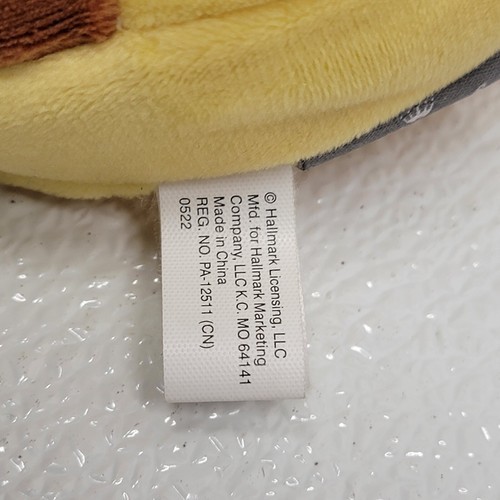 © Hallmark Licensing, LLC
Mfd. for Hallmark Marketing
Company, LLC K.C. MO 64141
Made in China
REG. NO. PA-12511 (CN)
0522